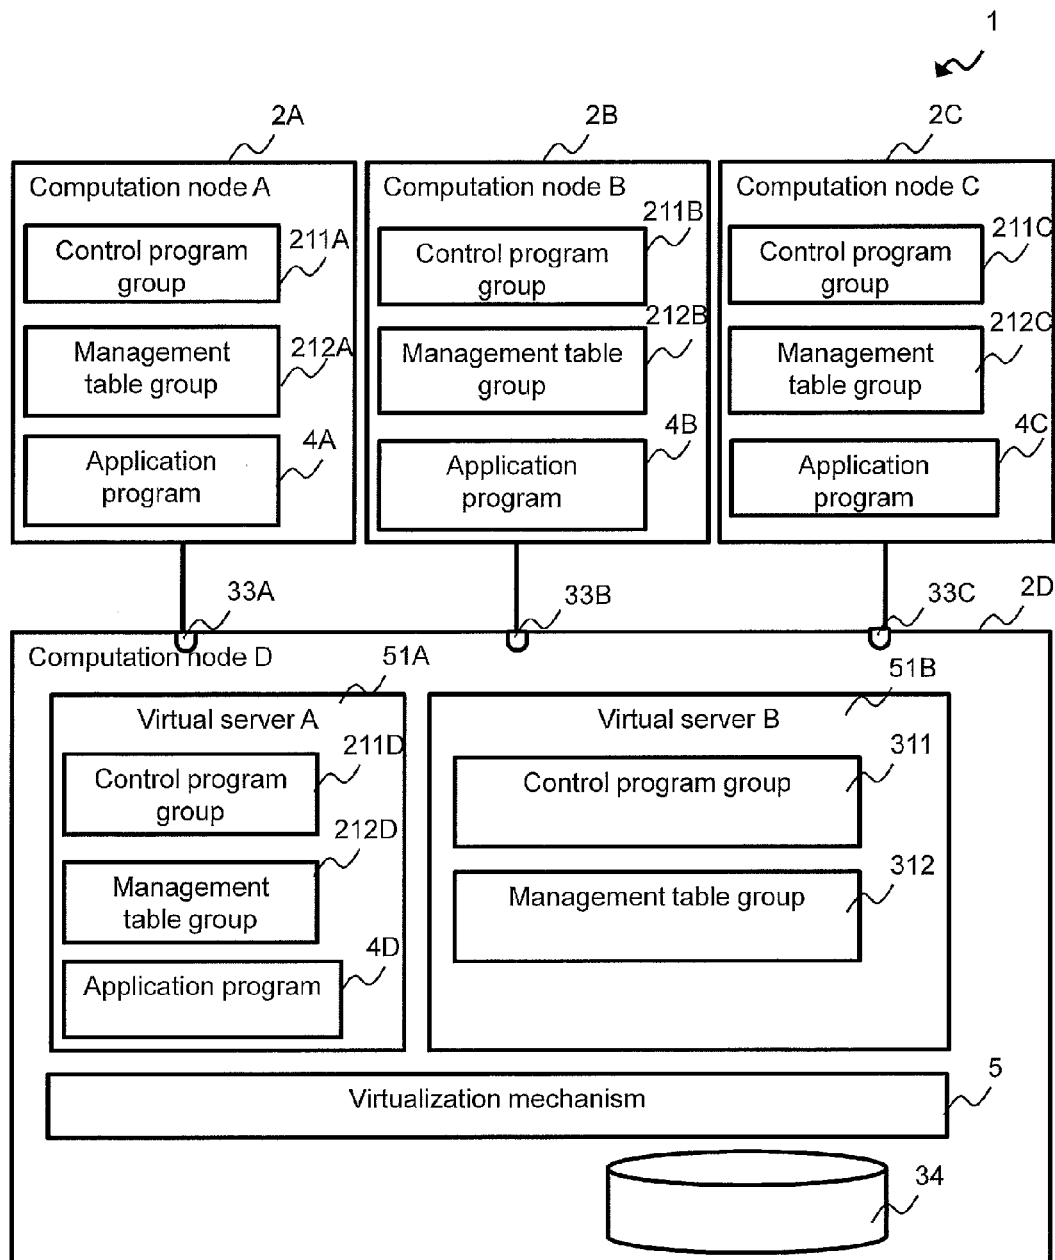 1
2A
2B
2C
Computation node A
Computation node B
Computation node C
Control program
group
211A
Control program
group
211B
Control program
group
211C
Management
table group
212A
Management table
group
212B
Management
table group
212C
Application
program
4A
Application
program
4B
Application
program
4C
33A
33B
33C
2D
Computation node D
51A
51B
Virtual server A
Control program
group
211D
Management
table group
212D
Application program
4D
Virtual server B
Control program group
311
Management table group
312
Virtualization mechanism
5
34